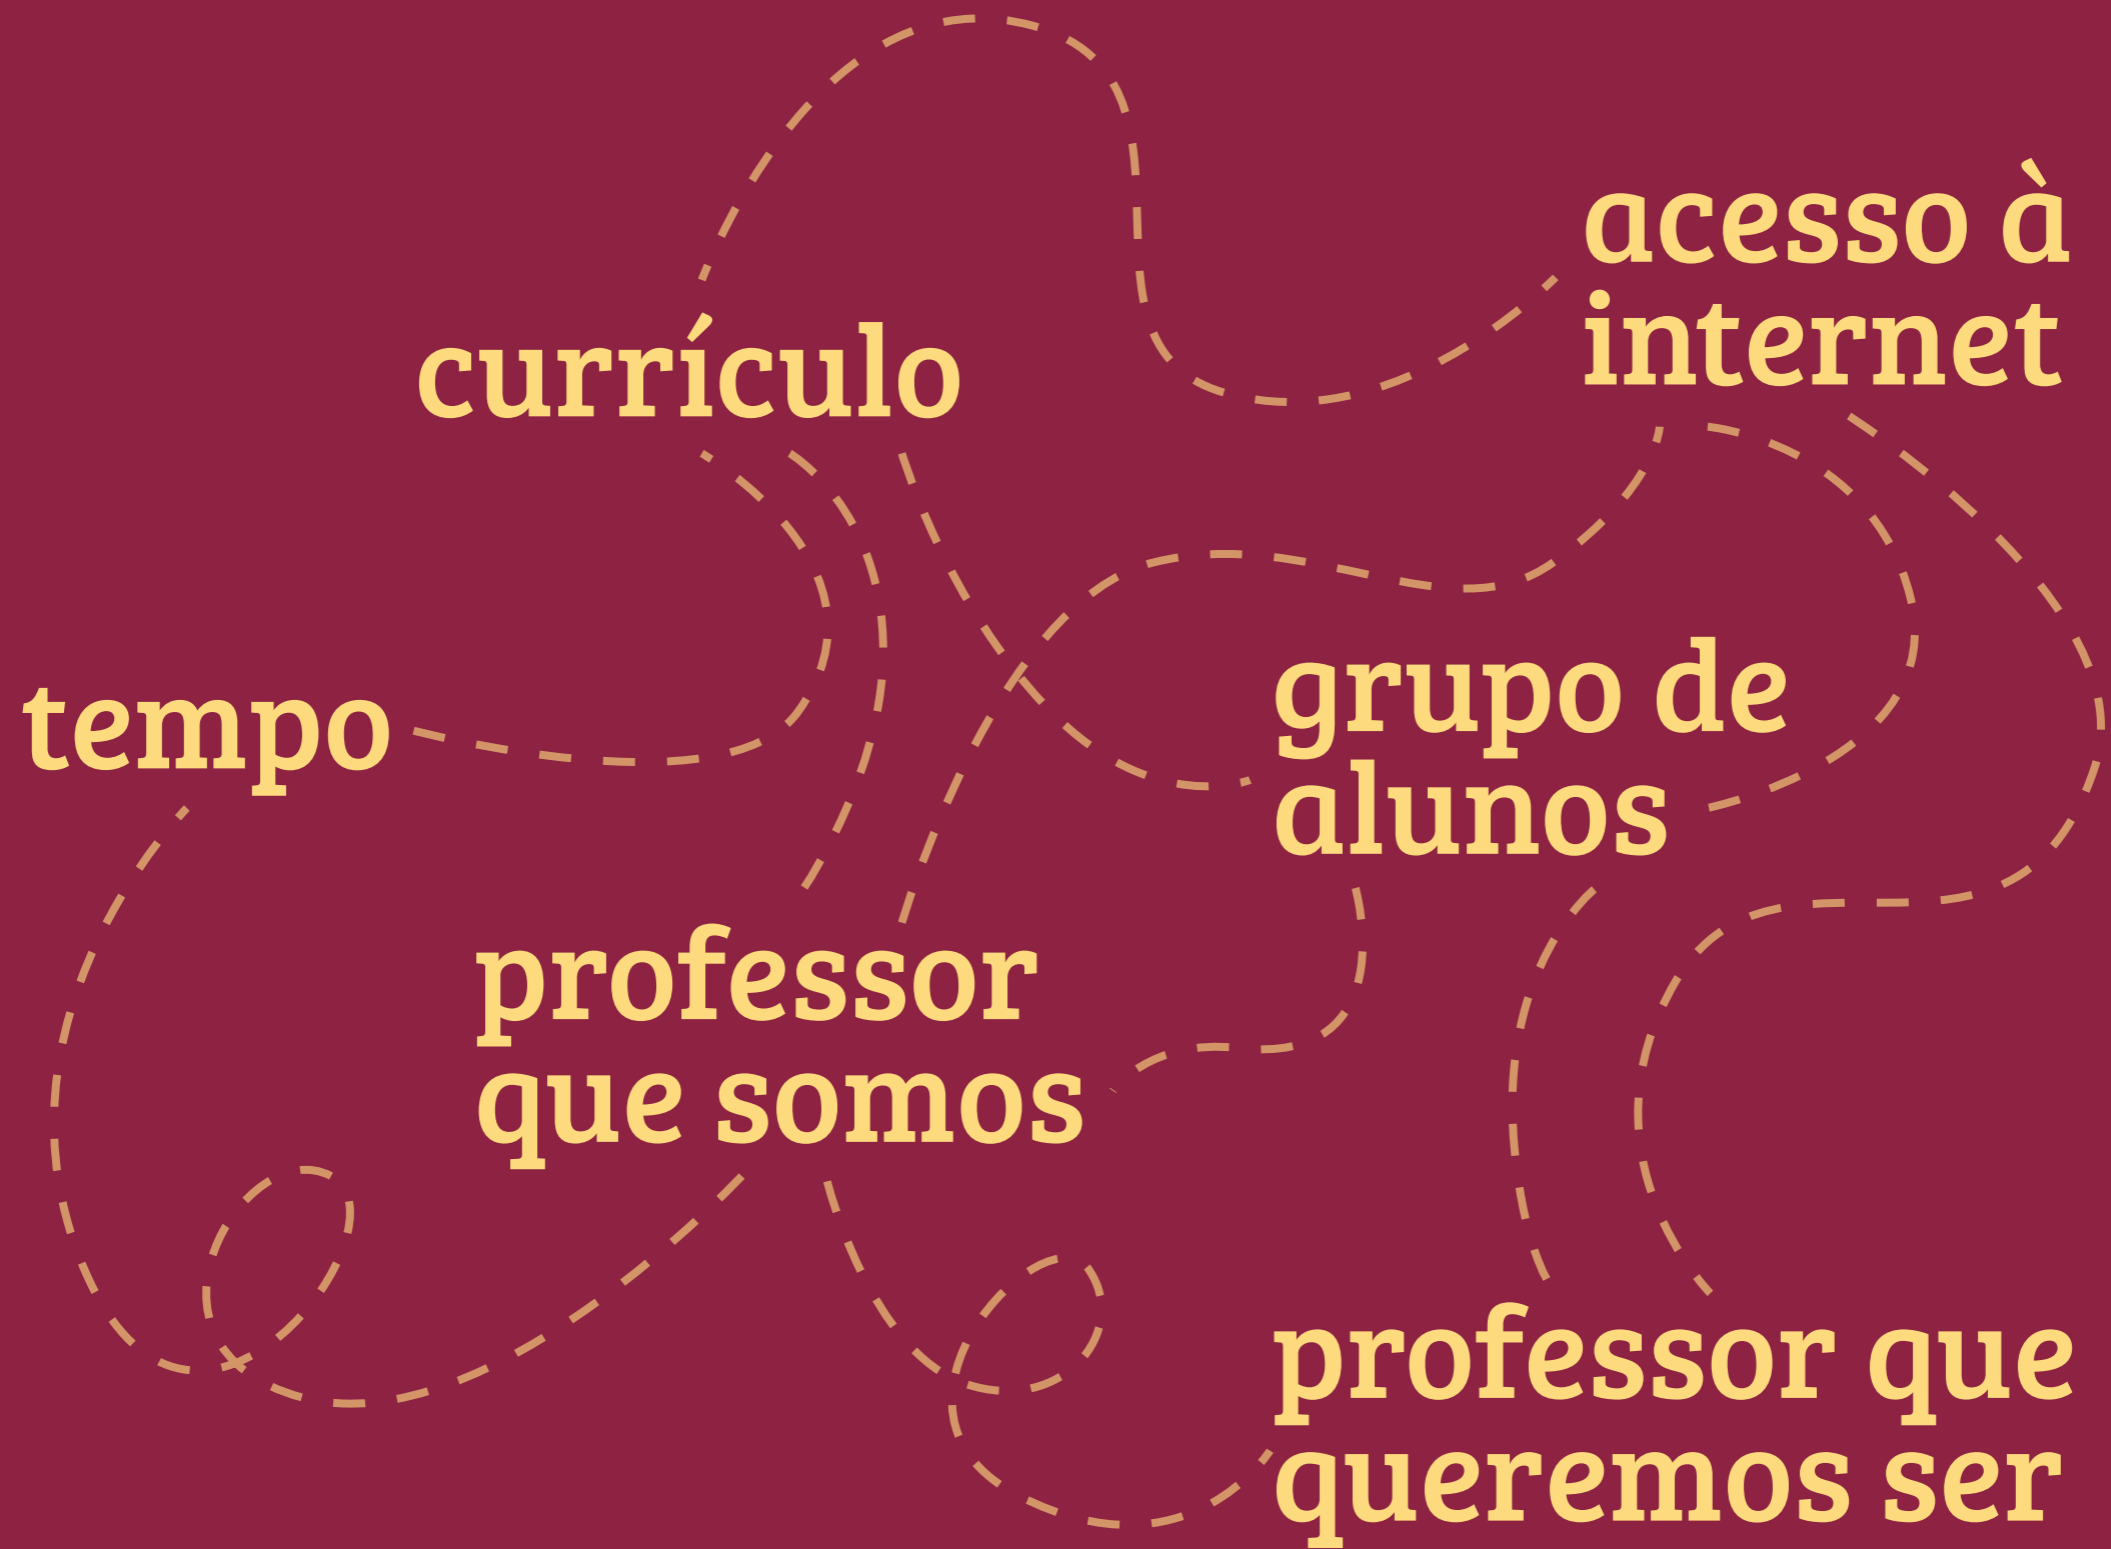 acesso à
internet
currículo
grupo de
alunos
tempo
professor
que somos
professor que
queremos ser